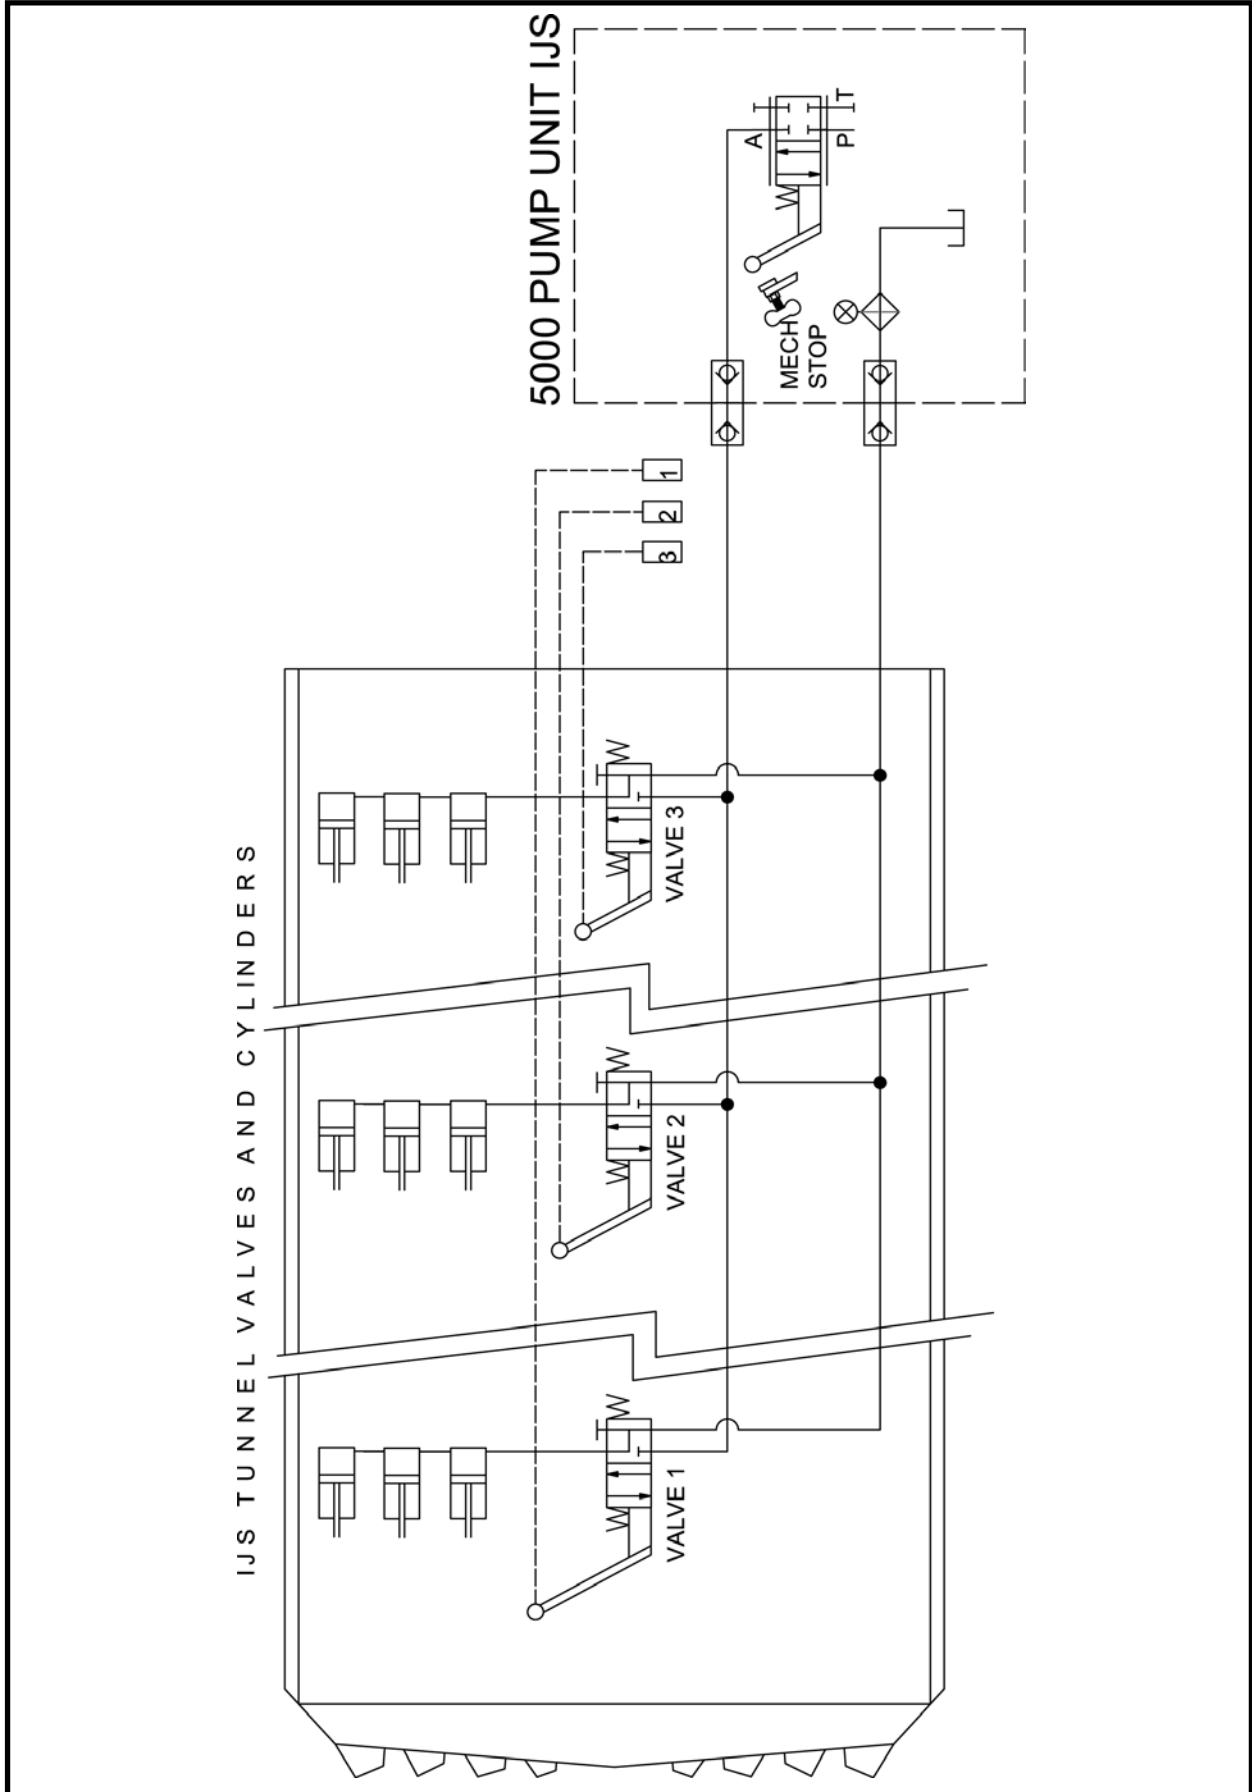 5000 PUMP UNIT IJS
A
T
P
MECH
STOP
1
2
3
IJS TUNNEL VALVES AND CYLINDERS
VALVE 3
VALVE 2
VALVE 1